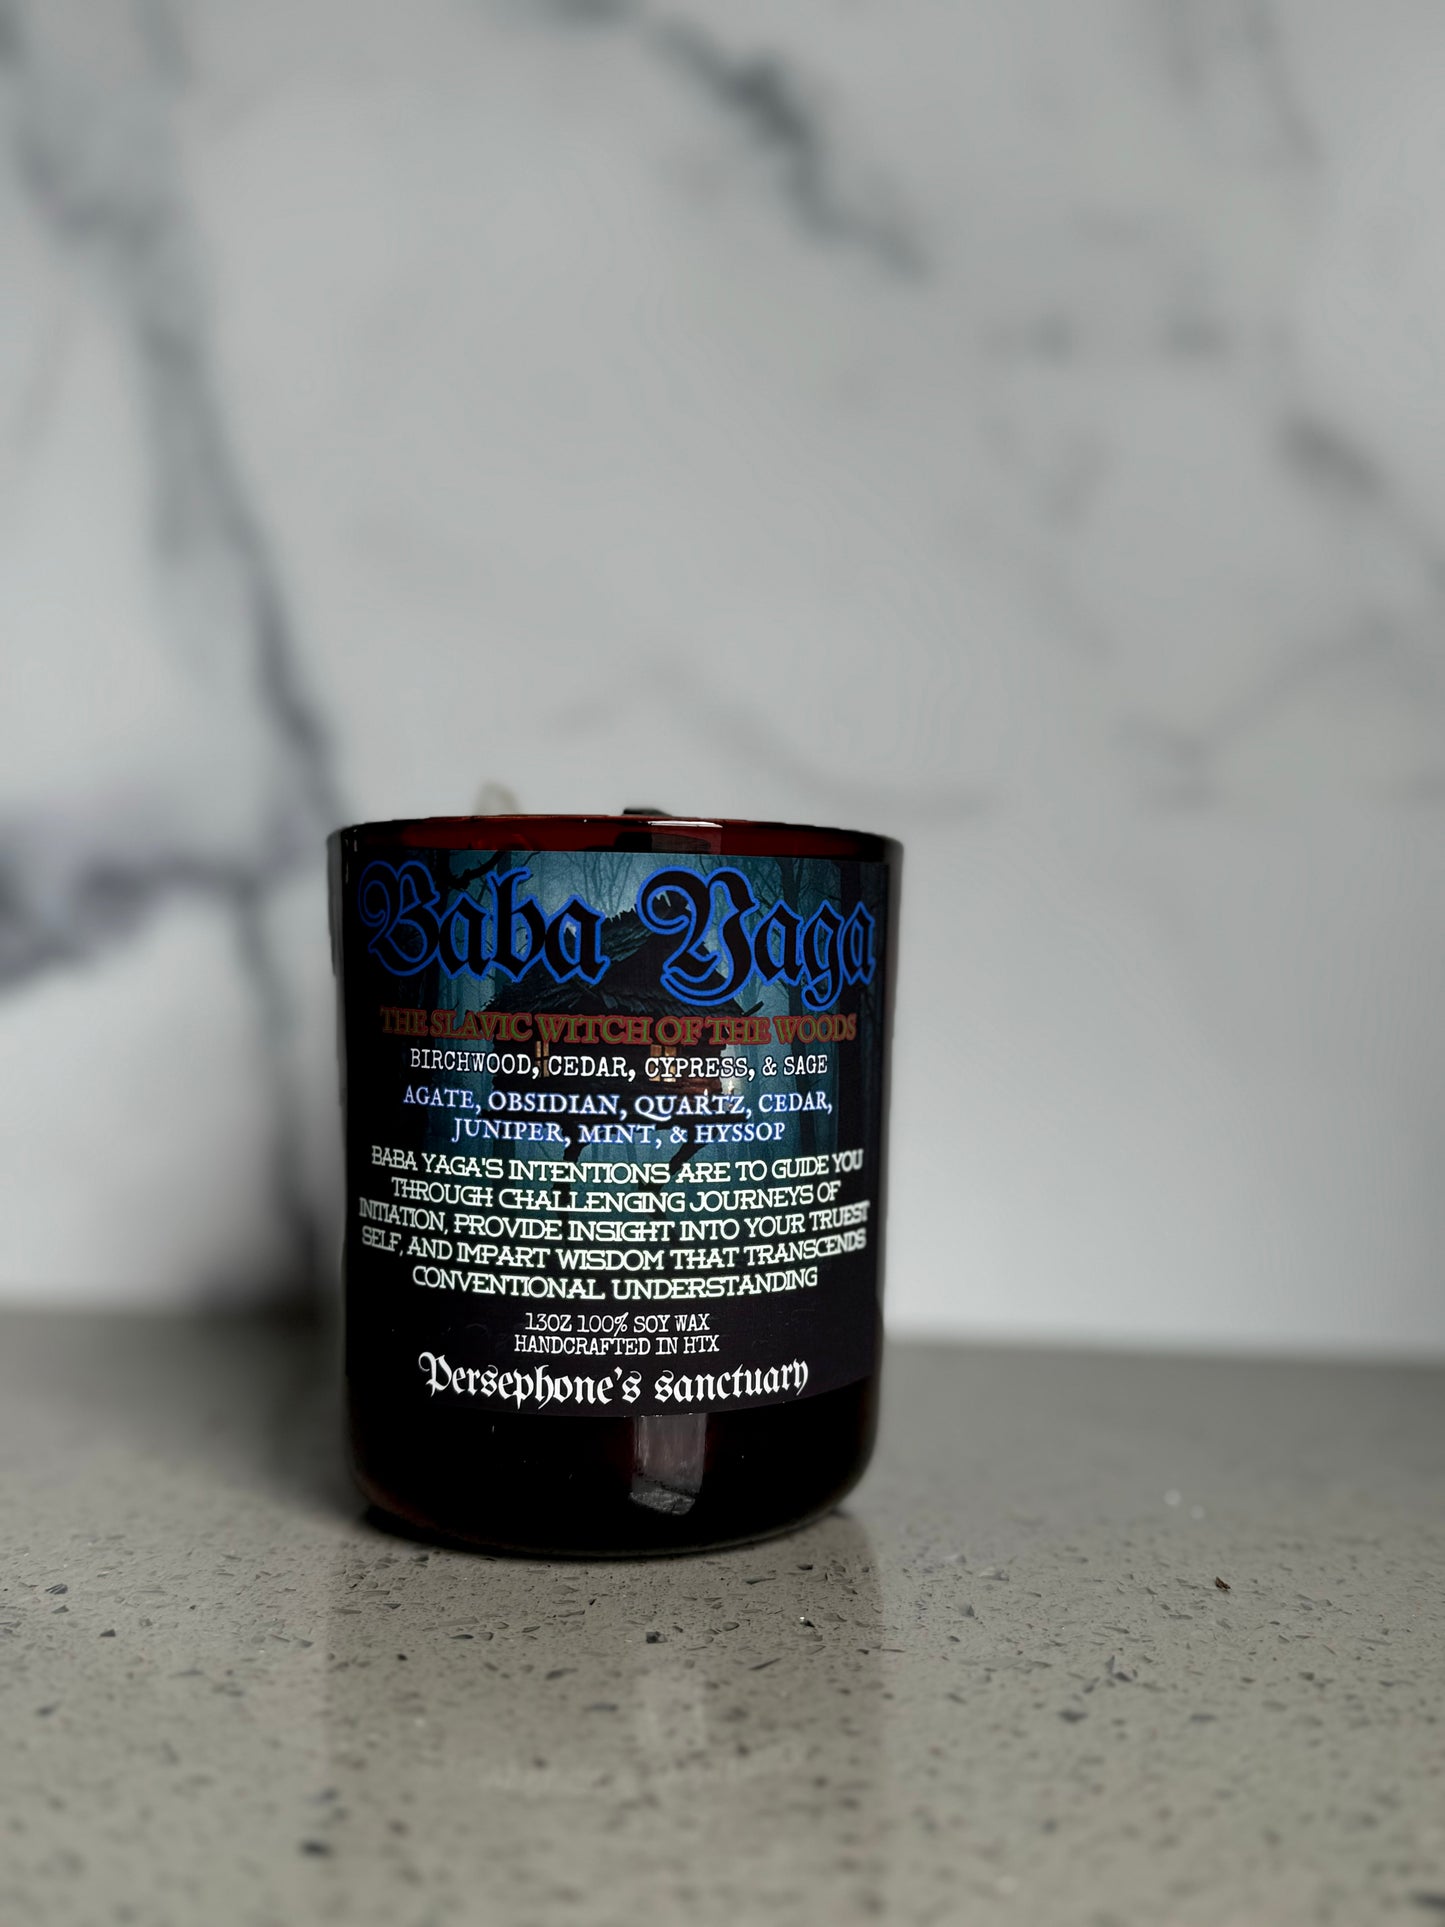 Baba Yaga
THE SLAVIC WITCH OF THE WOODS
BIRCHWOOD, CEDAR, CYPRESS, & SAGE
AGATE, OBSIDIAN, QUARTZ, CEDAR,
JUNIPER, MINT, & HYSSOP
BABA YAGA'S INTENTIONS ARE TO GUIDE YOU
THROUGH CHALLENGING JOURNEYS OF
INITIATION, PROVIDE INSIGHT INTO YOUR TRUEST
SELF, AND IMPART WISDOM THAT TRANSCENDS
CONVENTIONAL UNDERSTANDING
13OZ 100% SOY WAX
HANDCRAFTED IN HTX
Persephone's sanctuary